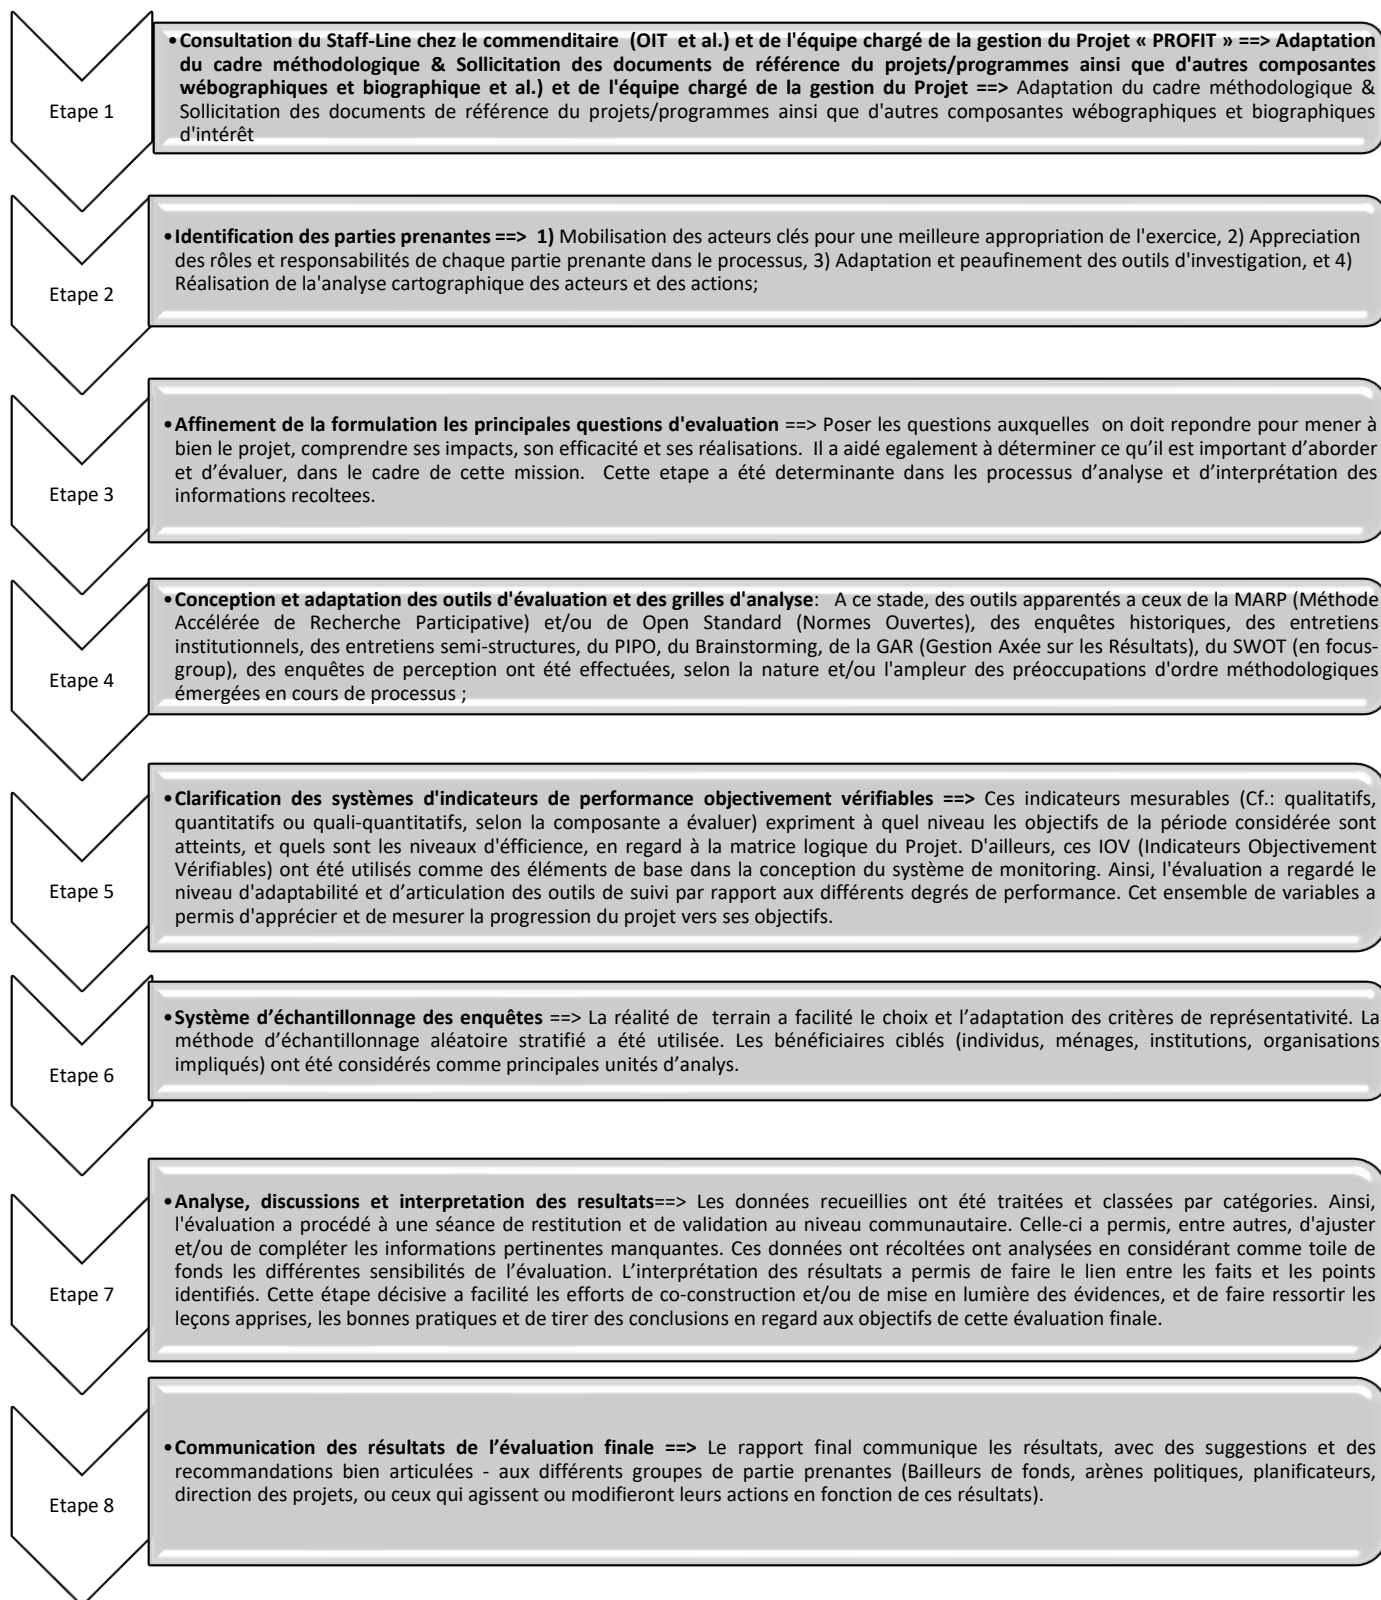 •Consultation du Staff-Line chez le commenditaire (OIT et al.) et de l'équipe chargé de la gestion du Projet « PROFIT » ==> Adaptation
du cadre méthodologique & Sollicitation des documents de référence du projets/programmes ainsi que d'autres composantes
wébographiques et biographique et al.) et de l'équipe chargé de la gestion du Projet ==> Adaptation du cadre méthodologique &
Sollicitation des documents de référence du projets/programmes ainsi que d'autres composantes wébographiques et biographiques
d'intérêt
Etape 1
•Identification des parties prenantes ==> 1) Mobilisation des acteurs clés pour une meilleure appropriation de l'exercice, 2) Appreciation
des rôles et responsabilités de chaque partie prenante dans le processus, 3) Adaptation et peaufinement des outils d'investigation, et 4)
Réalisation de la'analyse cartographique des acteurs et des actions;
Etape 2
•Affinement de la formulation les principales questions d'evaluation ==> Poser les questions auxquelles on doit repondre pour mener à
bien le projet, comprendre ses impacts, son efficacité et ses réalisations. Il a aidé egalement à déterminer ce qu'il est important d'aborder
et d'évaluer, dans le cadre de cette mission. Cette etape a été determinante dans les processus d'analyse et d'interprétation des
informations recoltees.
Etape 3
•Conception et adaptation des outils d'évaluation et des grilles d'analyse: A ce stade, des outils apparentés a ceux de la MARP (Méthode
Accélérée de Recherche Participative) et/ou de Open Standard (Normes Ouvertes), des enquêtes historiques, des entretiens
institutionnels, des entretiens semi-structures, du PIPO, du Brainstorming, de la GAR (Gestion Axée sur les Résultats), du SWOT (en focus-
group), des enquêtes de perception ont été effectuées, selon la nature et/ou l'ampleur des préoccupations d'ordre méthodologiques
émergées en cours de processus ;
Etape 4
•Clarification des systèmes d'indicateurs de performance objectivement vérifiables ==> Ces indicateurs mesurables (Cf.: qualitatifs,
quantitatifs ou quali-quantitatifs, selon la composante a évaluer) expriment à quel niveau les objectifs de la période considérée sont
atteints, et quels sont les niveaux d'éfficience, en regard à la matrice logique du Projet. D'ailleurs, ces IOV (Indicateurs Objectivement
Vérifiables) ont été utilisés comme des éléments de base dans la conception du système de monitoring. Ainsi, l'évaluation a regardé le
niveau d'adaptabilité et d'articulation des outils de suivi par rapport aux différents degrés de performance. Cet ensemble de variables a
permis d'apprécier et de mesurer la progression du projet vers ses objectifs.
Etape 5
•Système d'échantillonnage des enquêtes ==> La réalité de terrain a facilité le choix et l'adaptation des critères de représentativité. La
méthode d'échantillonnage aléatoire stratifié a été utilisée. Les bénéficiaires ciblés (individus, ménages, institutions, organisations
impliqués) ont été considérés comme principales unités d'analys.
Etape 6
•Analyse, discussions et interpretation des resultats==> Les données recueillies ont été traitées et classées par catégories. Ainsi,
l'évaluation a procédé à une séance de restitution et de validation au niveau communautaire. Celle-ci a permis, entre autres, d'ajuster
et/ou de compléter les informations pertinentes manquantes. Ces données ont récoltées ont analysées en considérant comme toile de
fonds les différentes sensibilités de l'évaluation. L'interprétation des résultats a permis de faire le lien entre les faits et les points
identifiés. Cette étape décisive a facilité les efforts de co-construction et/ou de mise en lumière des évidences, et de faire ressortir les
leçons apprises, les bonnes pratiques et de tirer des conclusions en regard aux objectifs de cette évaluation finale.
Etape 7
•Communication des résultats de l'évaluation finale ==> Le rapport final communique les résultats, avec des suggestions et des
recommandations bien articulées - aux différents groupes de partie prenantes (Bailleurs de fonds, arènes politiques, planificateurs,
direction des projets, ou ceux qui agissent ou modifieront leurs actions en fonction de ces résultats).
Etape 8